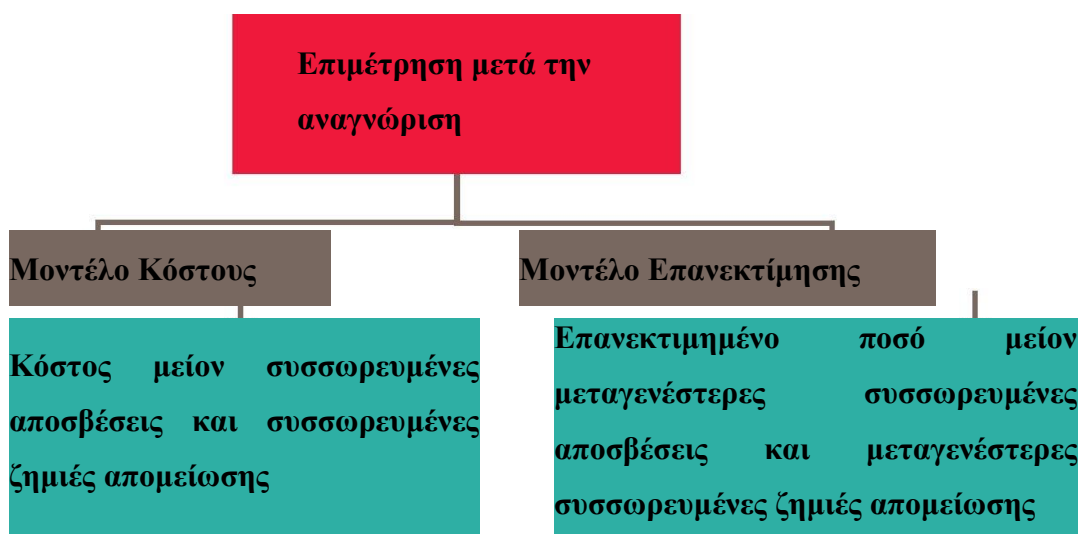 Επιμέτρηση μετά την
αναγνώριση
Μοντέλο Κόστους
Μοντέλο Επανεκτίμησης
Κόστος μείον συσσωρευμένες
αποσβέσεις και συσσωρευμένες
ζημιές απομείωσης
Επανεκτιμημένο ποσό μείον
μεταγενέστερες συσσωρευμένες
αποσβέσεις και μεταγενέστερες
συσσωρευμένες ζημιές απομείωσης